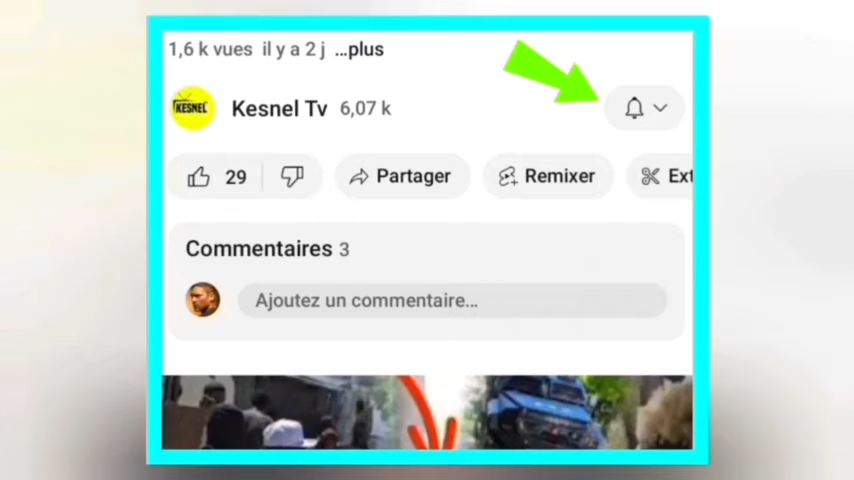 1,6 k vues il y a 2 j ...plus
KESNEL
Kesnel Tv 6,07 k
29
Partager
Remixer
Ext
Commentaires 3
Ajoutez un commentaire...